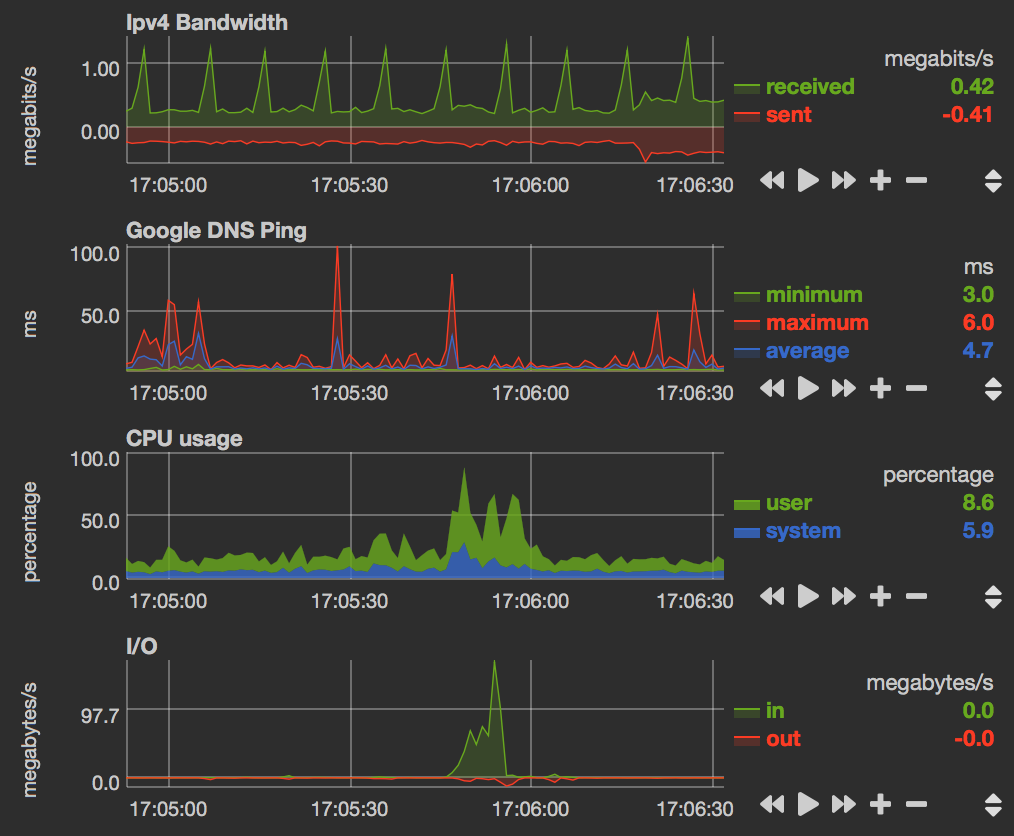 Ipv4 Bandwidth
megabits/s
1.00
0.00
17:05:00 17:05:30 17:06:00 17:06:30
megabits/s
received 0.42
sent -0.41
Google DNS Ping
ms
100.0
50.0
17:05:00 17:05:30 17:06:00 17:06:30
ms
minimum 3.0
maximum 6.0
average 4.7
CPU usage
percentage
100.0
50.0
0.0
17:05:00 17:05:30 17:06:00 17:06:30
percentage
user 8.6
system 5.9
I/O
megabytes/s
97.7
0.0
17:05:00 17:05:30 17:06:00 17:06:30
megabytes/s
in 0.0
out -0.0